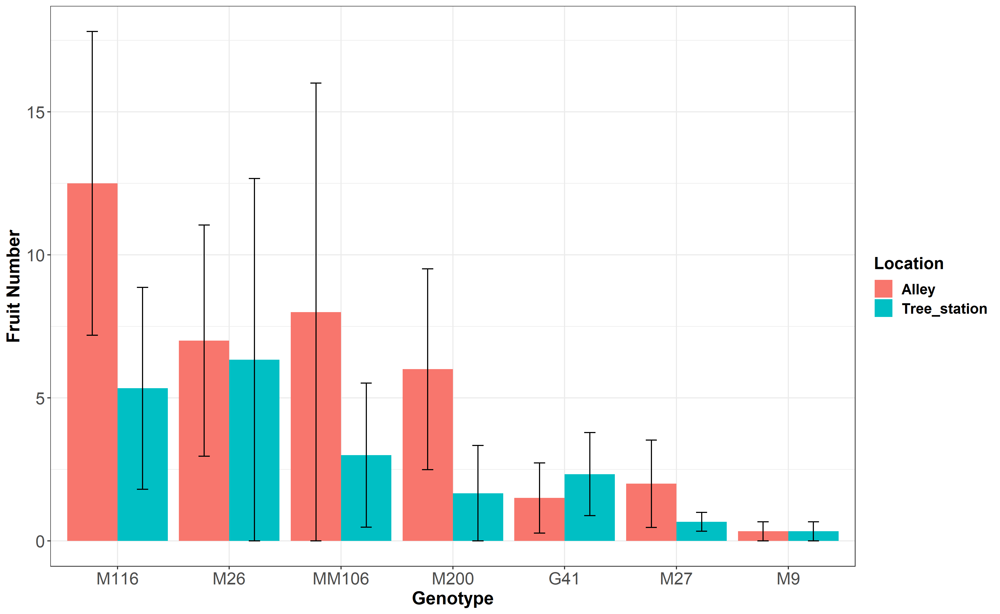 15
10
5
0
Fruit Number
M116 M26 MM106 M200 G41 M27 M9
Genotype
Location
Alley
Tree_station